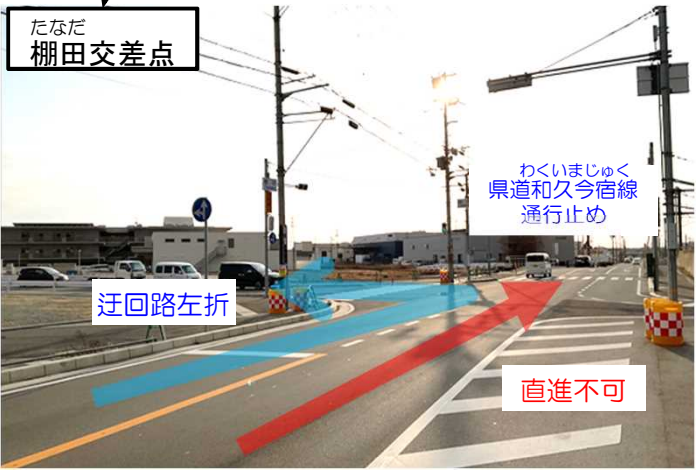 たなだ
棚田交差点
わくいまじゅく
県道和久今宿線
通行止め
迂回路左折
直進不可